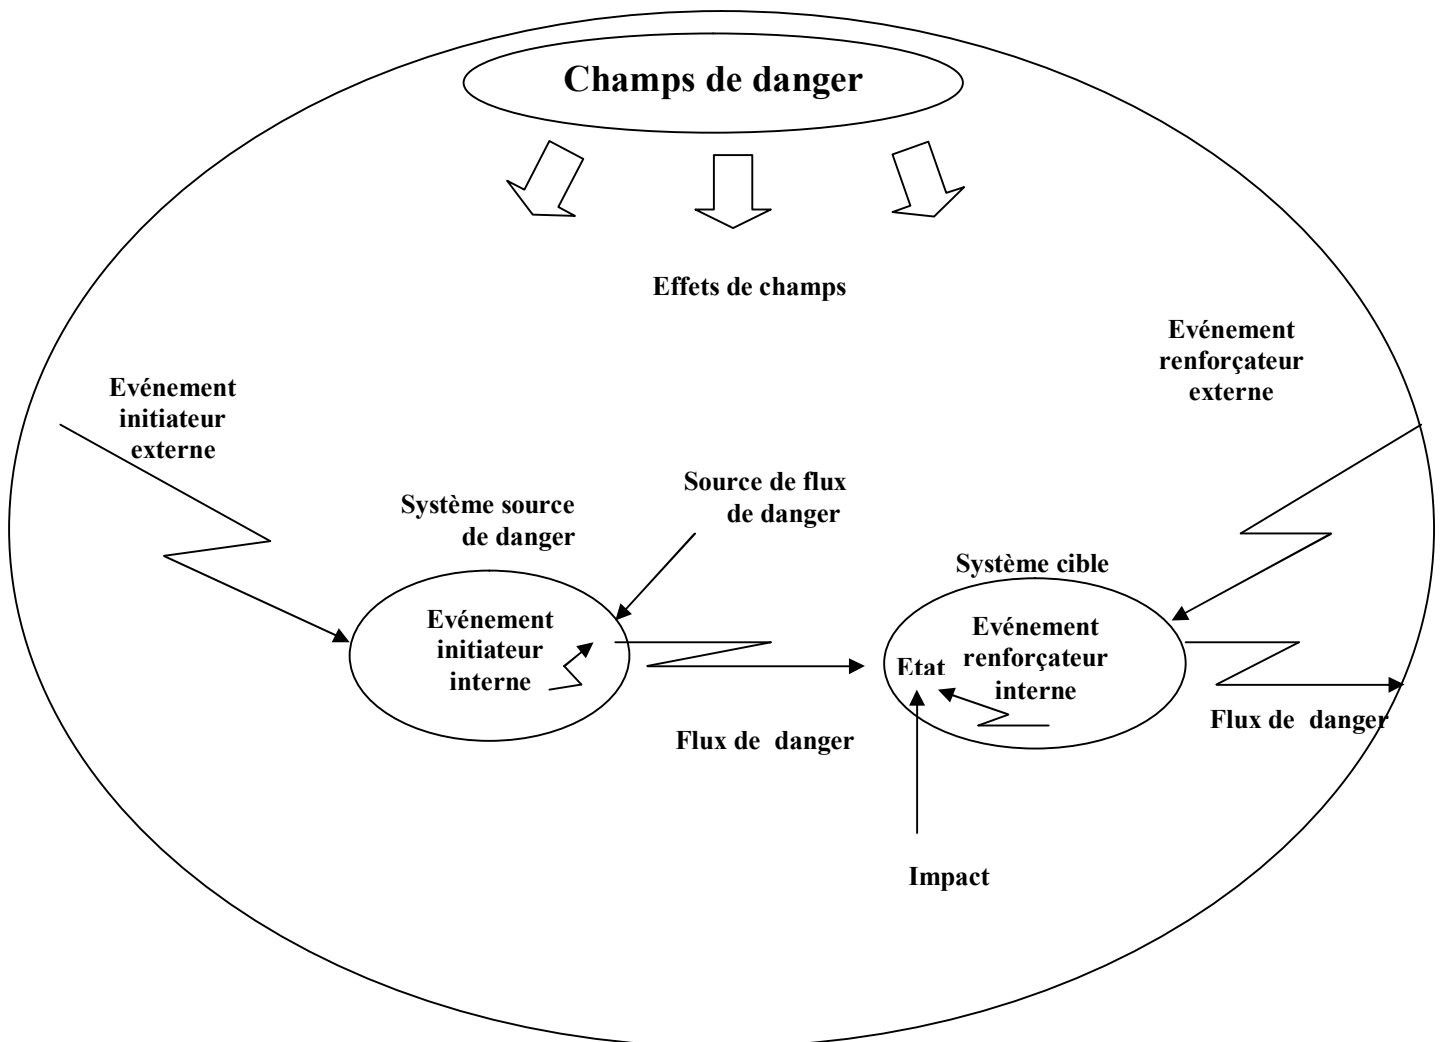 Champs de danger
Effets de champs
Evénement
renforçateur
externe
Evénement
initiateur
externe
Source de flux
de danger
Système source
de danger
Système cible
Evénement
initiateur
interne
Evénement
renforçateur
interne
Etat
Flux de danger
Flux de danger
Impact